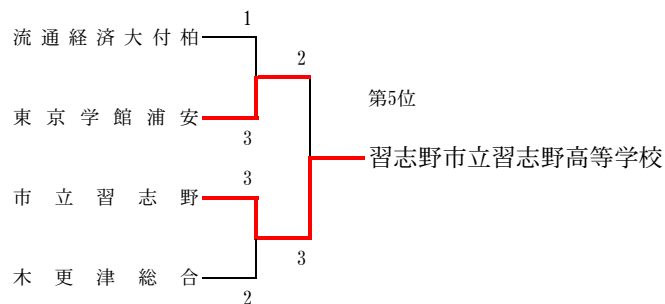 1
流通経済大付柏
2
第5位
東京学館浦安
3
習志野市立習志野高等学校
3
市立習志野
3
木更津総合
2